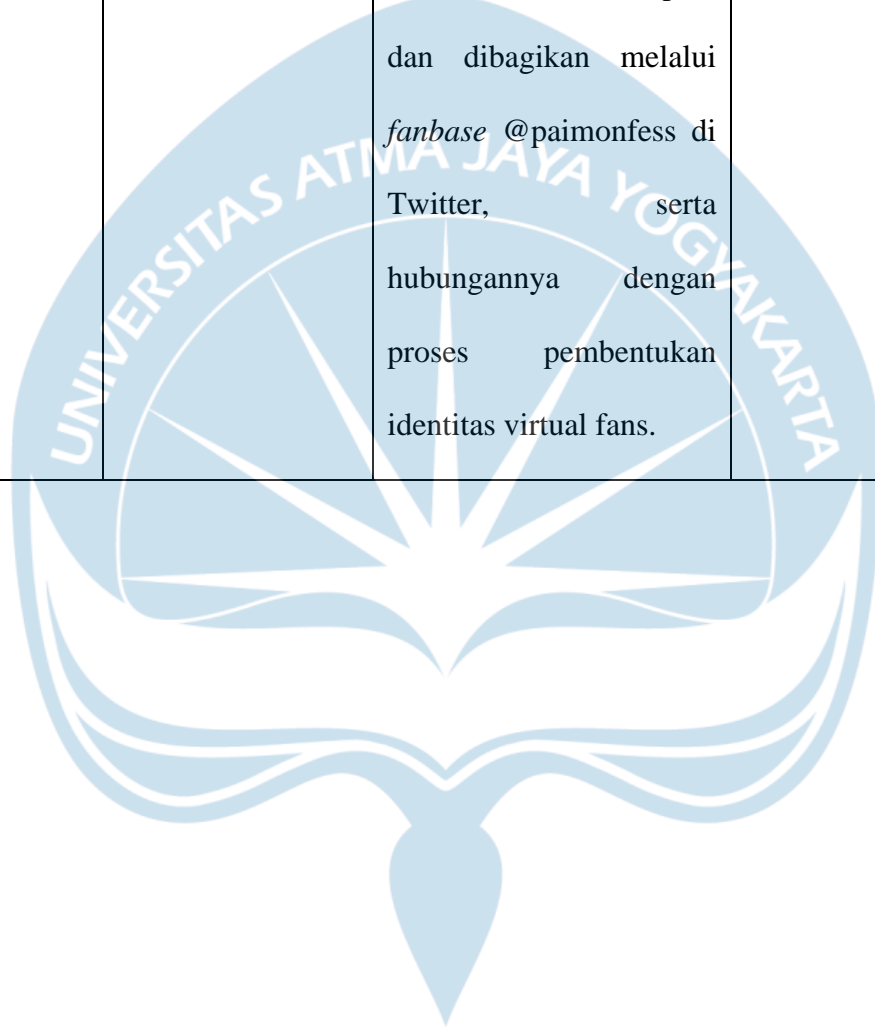 dan dibagikan melalui
fanbase @paimonfess di
Twitter, serta
hubungannya dengan
proses pembentukan
identitas virtual fans.
UNIVERSITAS ATMA JAYA YOGYAKARTA